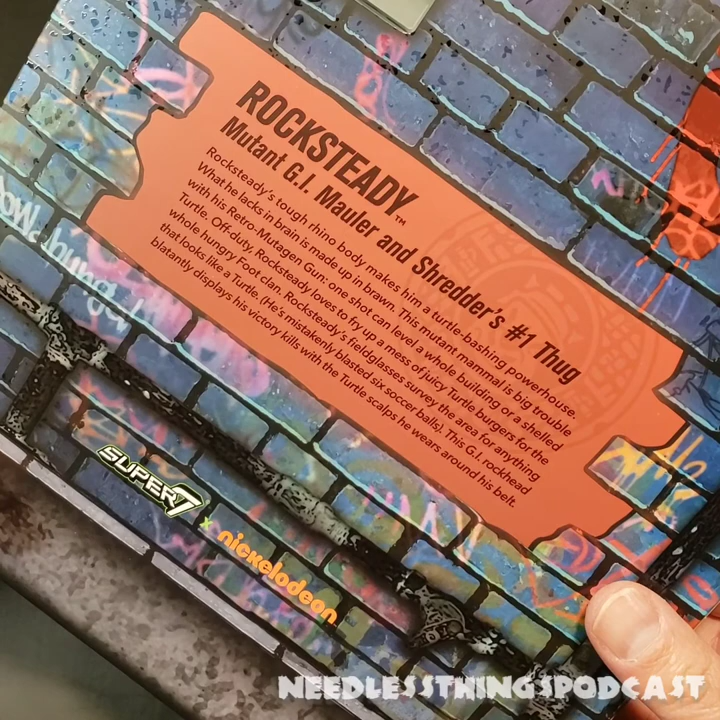 ROCKSTEADY™
Mutant G.I. Mauler and Shredder's #1 Thug
Rocksteady's tough rhino body makes him a turtle-bashing powerhouse.
What he lacks in brain is made up in brawn. This mutant mammal is big trouble
with his Retro-Mutagen Gun: one shot can level a whole building or a shelled
Turtle. Off-duty, Rocksteady loves to fry up a mess of juicy Turtle burgers for the
whole hungry Foot clan. Rocksteady's fieldglasses survey the area for anything
that looks like a Turtle. (He's mistakenly blasted six soccer balls). This G.I. rockhead
blatantly displays his victory kills with the Turtle scalps he wears around his belt.
SUPER7
x
nickelodeon™
NEEDLESSTHINGSPODCAST